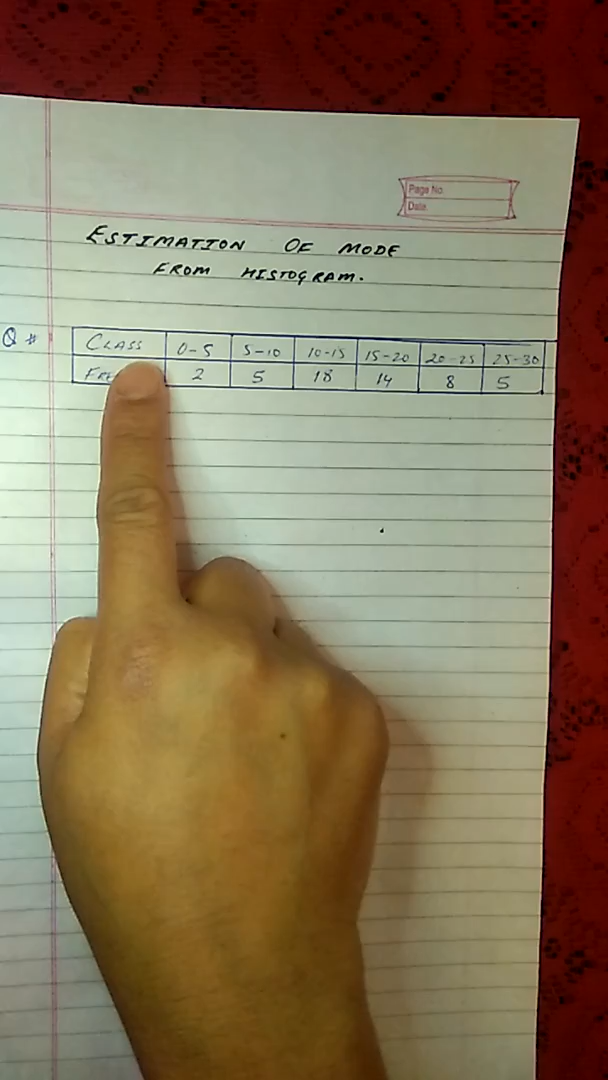 Page No.
Date.
ESTIMATION OF MODE
FROM HISTOGRAM.
Q # CLASS 0-5 5-10 10-15 15-20 20-25 25-30
2 5 18 14 8 5